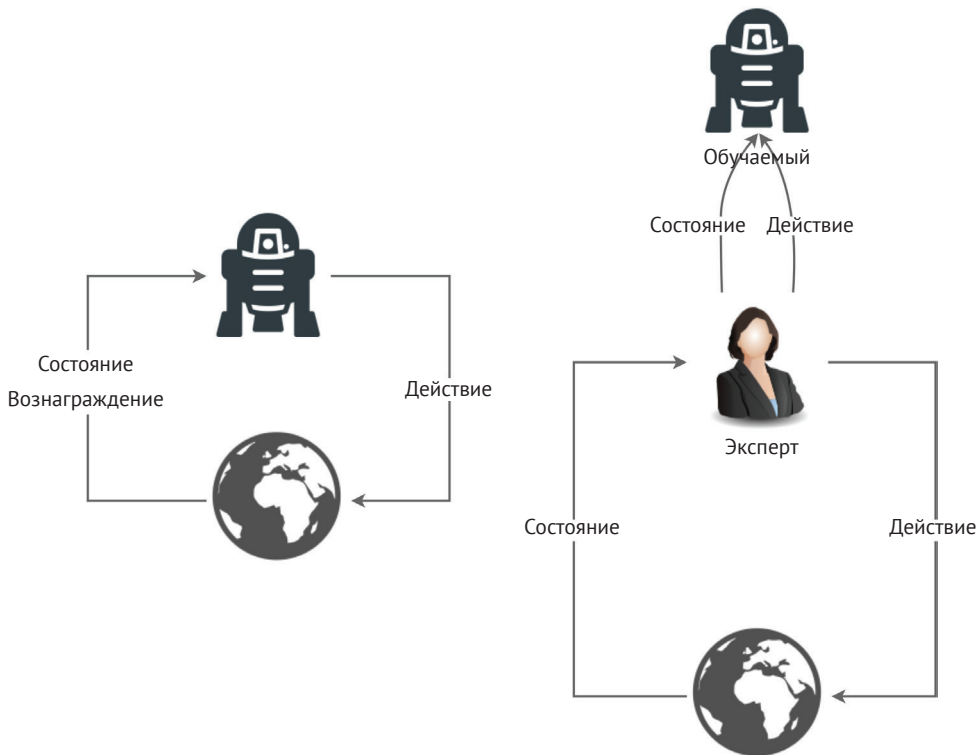 Состояние
Вознаграждение
Действие
Обучаемый
Состояние
Действие
Эксперт
Состояние
Действие